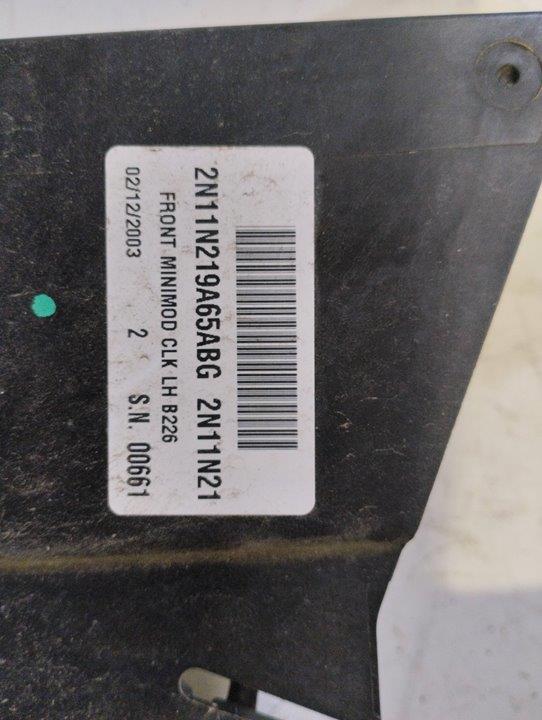 2N11N219A65ABG 2N11N21
FRONT MINIMOD CLK LH B226
02/12/2003 2 S.N. 00661